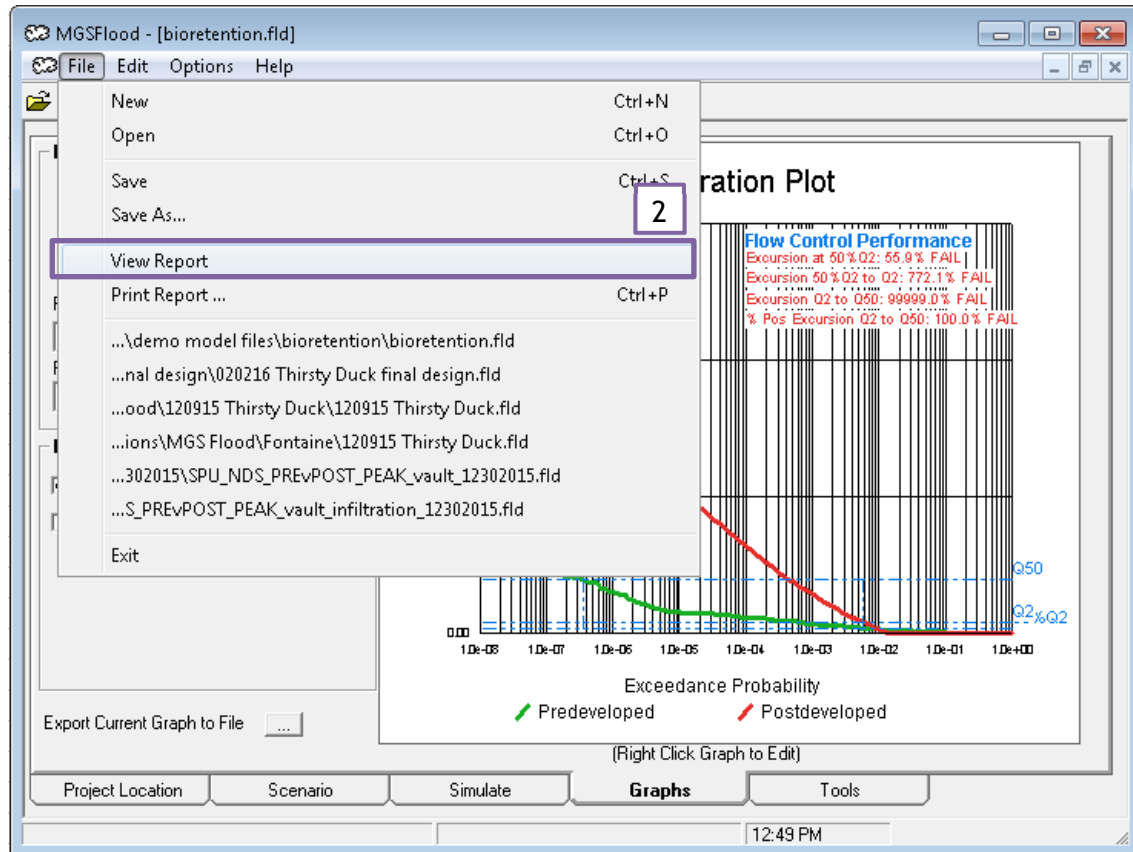 MGSFlood - [bioretention.fld]
File Edit Options Help
New Ctrl+N
Open Ctrl+O
Save Ctrl+S
Save As...
2
View Report
Print Report ... Ctrl+P
...\demo model files\bioretention\bioretention.fld
...nal design\020216 Thirsty Duck final design.fld
...ood\120915 Thirsty Duck\120915 Thirsty Duck.fld
...ions\MGS Flood\Fontaine\120915 Thirsty Duck.fld
...302015\SPU_NDS_PREvPOST_PEAK_vault_12302015.fld
...S_PREvPOST_PEAK_vault_infiltration_12302015.fld
Exit
ration Plot
Flow Control Performance
Excursion at 50%Q2: 55.9% FAIL
Excursion 50%Q2 to Q2: 772.1% FAIL
Excursion Q2 to Q50: 99999.0% FAIL
% Pos Excursion Q2 to Q50: 100.0% FAIL
Q50
Q2 %Q2
0.00
1.0e-08 1.0e-07 1.0e-06 1.0e-05 1.0e-04 1.0e-03 1.0e-02 1.0e-01 1.0e+00
Exceedance Probability
Predeveloped Postdeveloped
Export Current Graph to File ...
(Right Click Graph to Edit)
Project Location Scenario Simulate Graphs Tools
12:49 PM